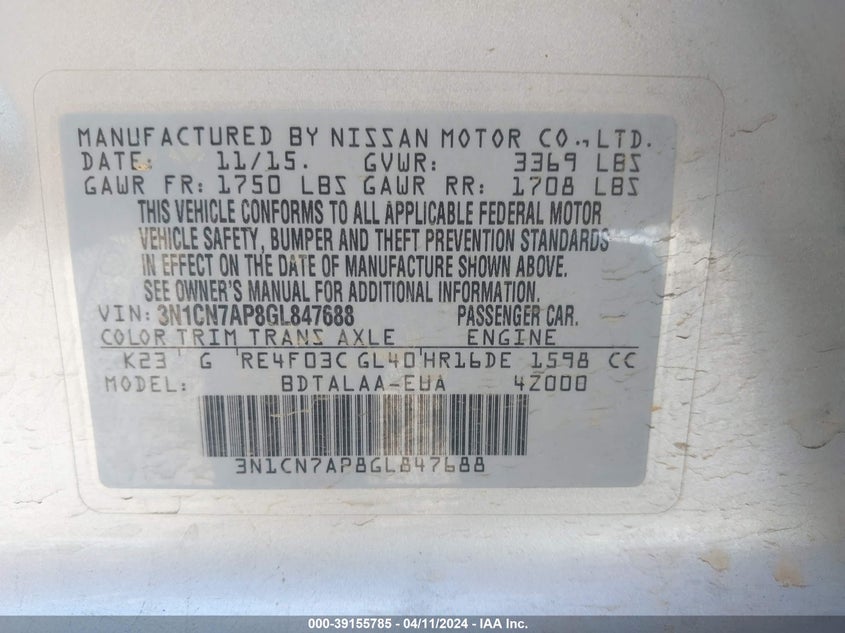 MANUFACTURED BY NISSAN MOTOR CO., LTD.
DATE: 11/15. GVWR: 3369 LBS
GAWR FR: 1750 LBS GAWR RR: 1708 LBS
THIS VEHICLE CONFORMS TO ALL APPLICABLE FEDERAL MOTOR
VEHICLE SAFETY, BUMPER AND THEFT PREVENTION STANDARDS
IN EFFECT ON THE DATE OF MANUFACTURE SHOWN ABOVE.
SEE OWNER'S MANUAL FOR ADDITIONAL INFORMATION.
VIN: 3N1CN7AP8GL847688 PASSENGER CAR.
COLOR TRIM TRANS AXLE ENGINE
K23 G RE4F03C GL40 HR16DE 1598 CC
MODEL: BDTALAA-EUA 4Z000
3N1CN7AP8GL847688
000-39155785 - 04/11/2024 - IAA Inc.